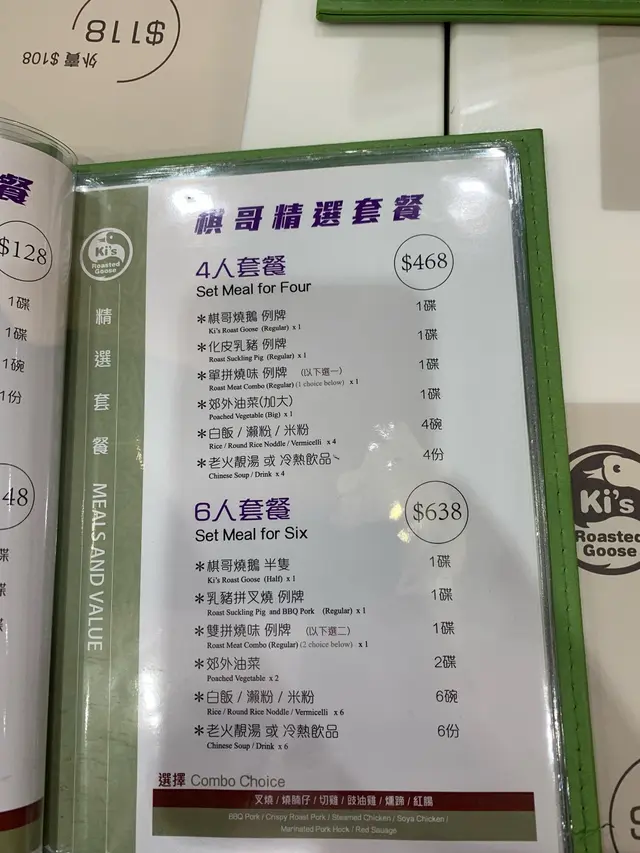 $118
外賣 $108
餐
$128
1碟
1碟
1碗
1份
48
Ki's
Roasted
Goose
精選套餐 MEALS AND VALUE
棋哥精選套餐
4人套餐 $468
Set Meal for Four
*棋哥燒鵝 例牌 1碟
Ki's Roast Goose (Regular) x 1
*化皮乳豬 例牌 1碟
Roast Suckling Pig (Regular) x 1
*單拼燒味 例牌 (以下選一) 1碟
Roast Meat Combo (Regular) (1 choice below) x 1
*郊外油菜(加大) 1碟
Poached Vegetable (Big) x 1
*白飯 / 瀨粉 / 米粉 4碗
Rice / Round Rice Noddle / Vermicelli x 4
*老火靚湯 或 冷熱飲品 4份
Chinese Soup / Drink x 4
6人套餐 $638
Set Meal for Six
*棋哥燒鵝 半隻 1碟
Ki's Roast Goose (Half) x 1
*乳豬拼叉燒 例牌 1碟
Roast Suckling Pig and BBQ Pork (Regular) x 1
*雙拼燒味 例牌 (以下選二) 1碟
Roast Meat Combo (Regular) (2 choice below) x 1
*郊外油菜 2碟
Poached Vegetable x 2
*白飯 / 瀨粉 / 米粉 6碗
Rice / Round Rice Noddle / Vermicelli x 6
*老火靚湯 或 冷熱飲品 6份
Chinese Soup / Drink x 6
選擇 Combo Choice
叉燒 / 燒腩仔 / 切雞 / 豉油雞 / 燻蹄 / 紅腸
BBQ Pork / Crispy Roast Pork / Steamed Chicken / Soya Chicken /
Marinated Pork Hock / Red Sausage
Ki's
Roasted
Goose